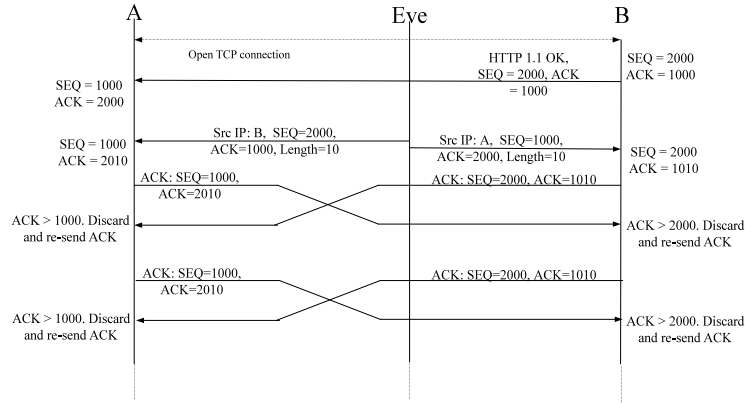 A
Eve
B
Open TCP connection
HTTP 1.1 OK,
SEQ = 2000, ACK
= 1000
SEQ = 2000
ACK = 1000
SEQ = 1000
ACK = 2000
Src IP: B, SEQ=2000,
ACK=1000, Length=10
Src IP: A, SEQ=1000,
ACK=2000, Length=10
SEQ = 1000
ACK = 2010
SEQ = 2000
ACK = 1010
ACK: SEQ=1000,
ACK=2010
ACK: SEQ=2000, ACK=1010
ACK > 1000. Discard
and re-send ACK
ACK > 2000. Discard
and re-send ACK
ACK: SEQ=1000,
ACK=2010
ACK: SEQ=2000, ACK=1010
ACK > 1000. Discard
and re-send ACK
ACK > 2000. Discard
and re-send ACK